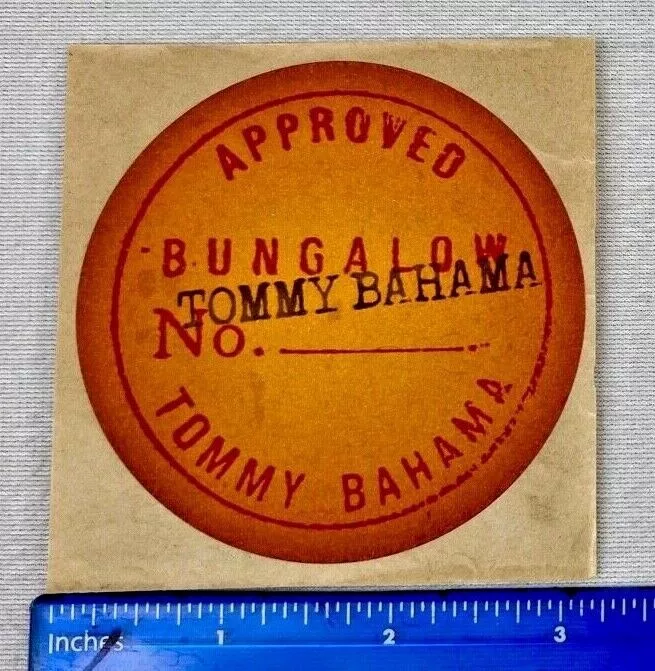 APPROVED
BUNGALOW
TOMMY BAHAMA
No.
TOMMY BAHAMA
Inches 1 2 3